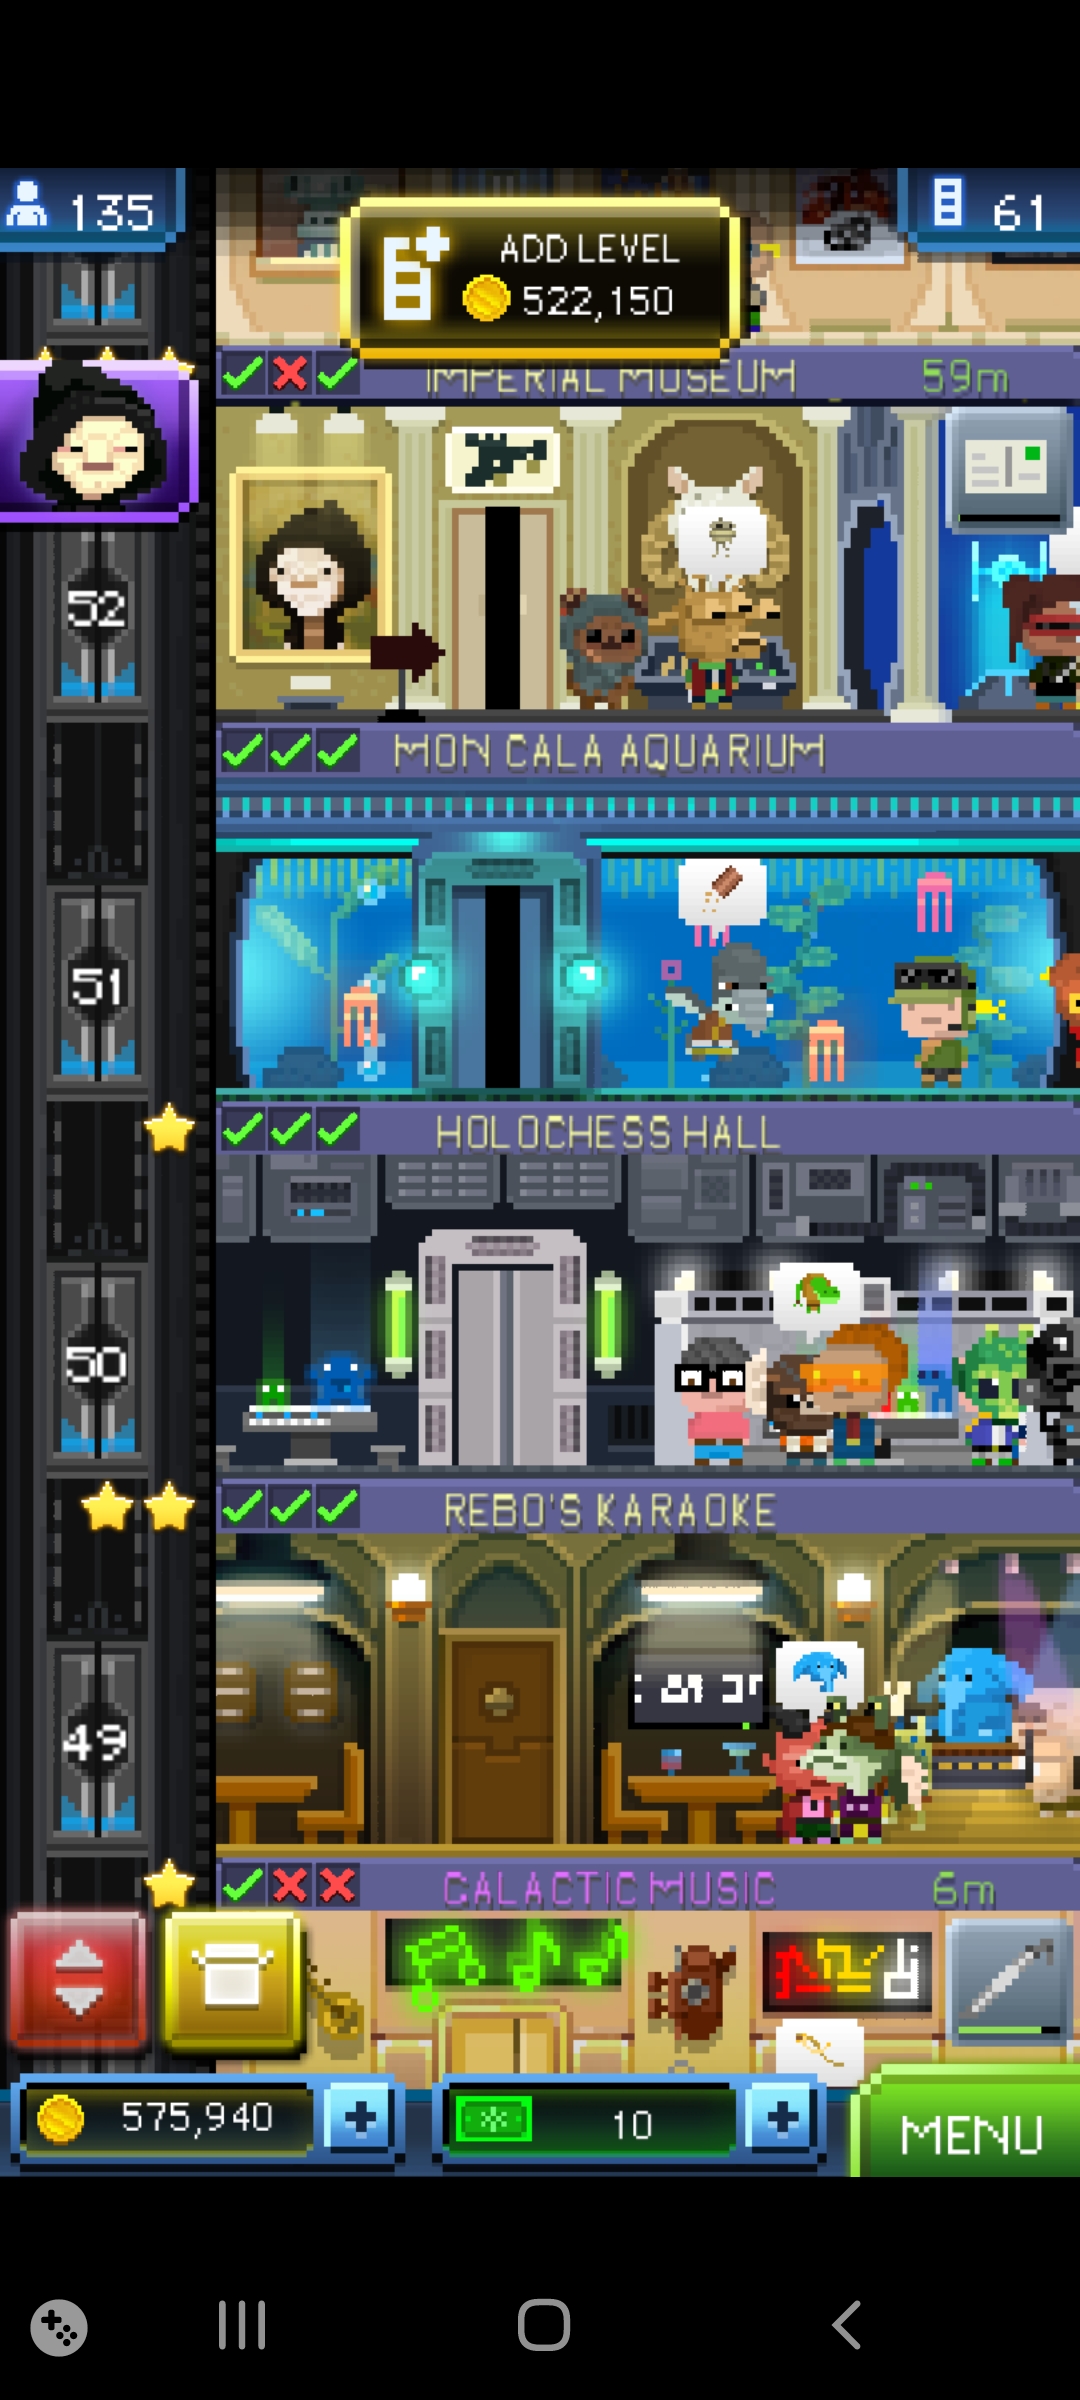 135
61
ADD LEVEL
522,150
IMPERIAL MUSEUM 59m
52
MON CALA AQUARIUM
51
HOLOCHESS HALL
50
REBO'S KARAOKE
49
GALACTIC MUSIC 6m
575,940
10
MENU